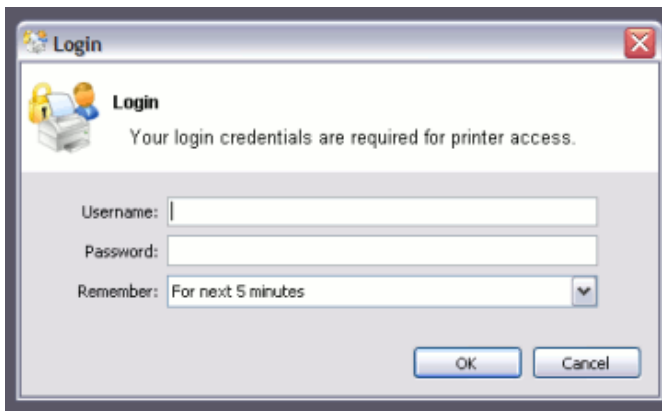 Login
Login
Your login credentials are required for printer access.
Username:
Password:
Remember: For next 5 minutes
OK Cancel